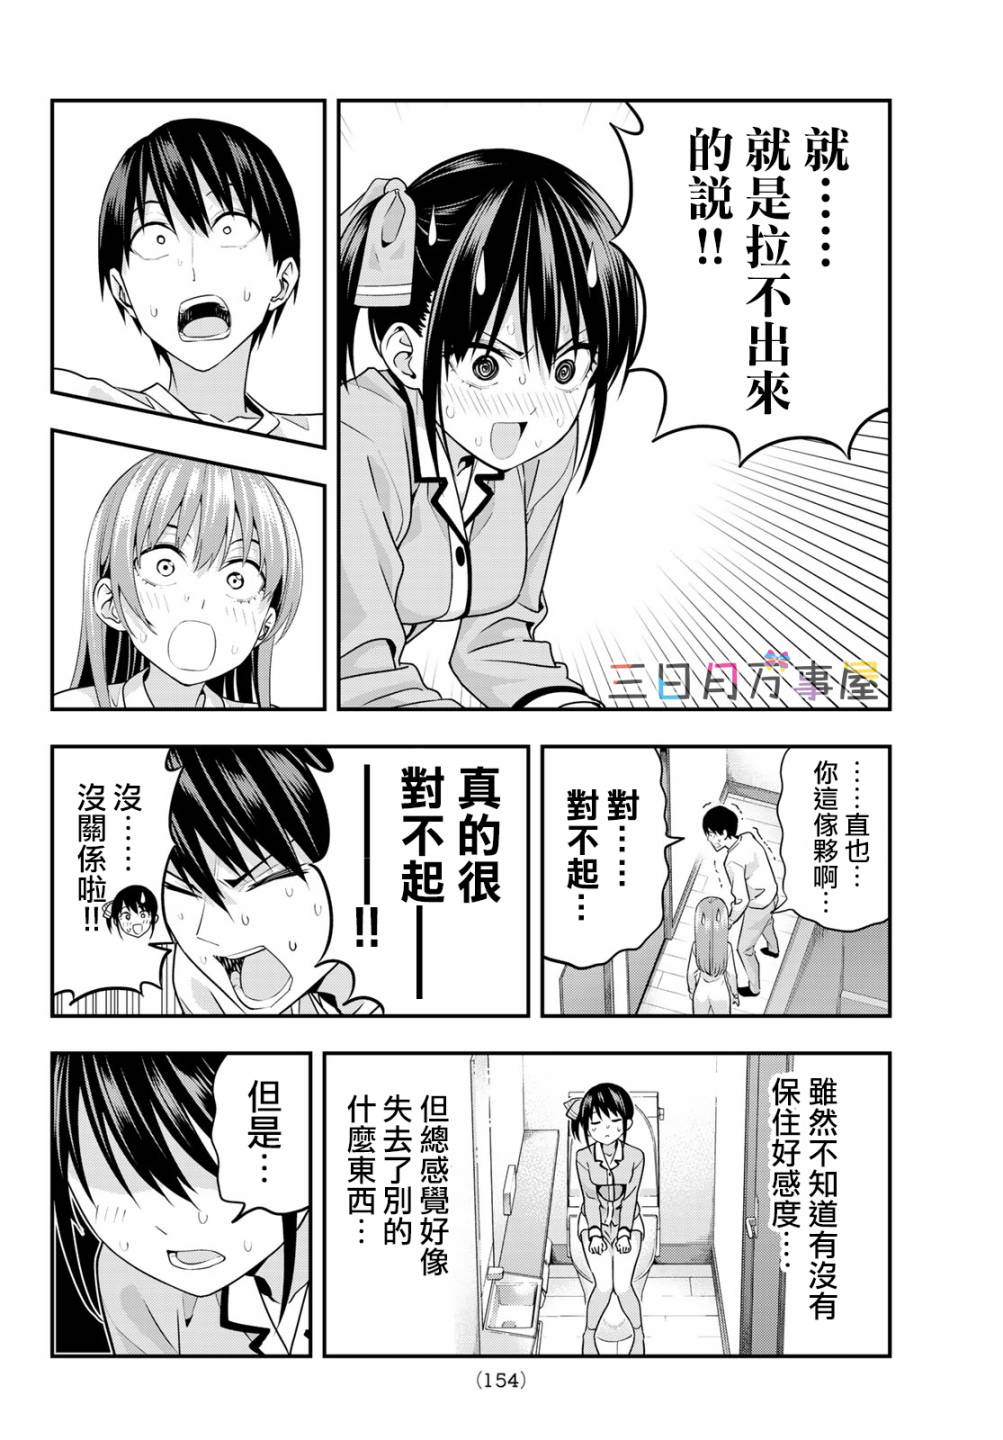 就……
就是拉不出來
的説!!
三日月万事屋
……直也…
你這傢夥啊…
對……
對不起…
真的很——
對不起——!!
沒……
沒關係啦!!
雖然不知道有沒有
保住好感度……
但總感覺好像
失去了別的
什麼東西…
但是…
(154)